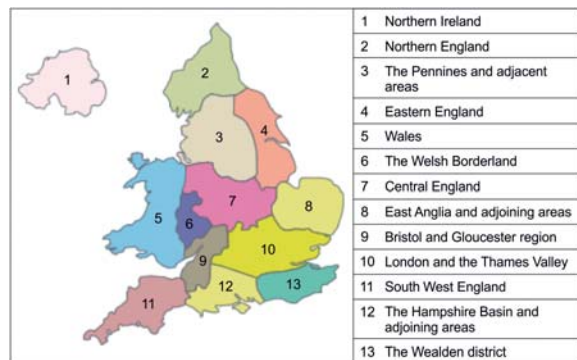 1 Northern Ireland
2 Northern England
3 The Pennines and adjacent
areas
4 Eastern England
5 Wales
6 The Welsh Borderland
7 Central England
8 East Anglia and adjoining areas
9 Bristol and Gloucester region
10 London and the Thames Valley
11 South West England
12 The Hampshire Basin and
adjoining areas
13 The Wealden district
1
2
3
4
5
6
7
8
9
10
11
12
13